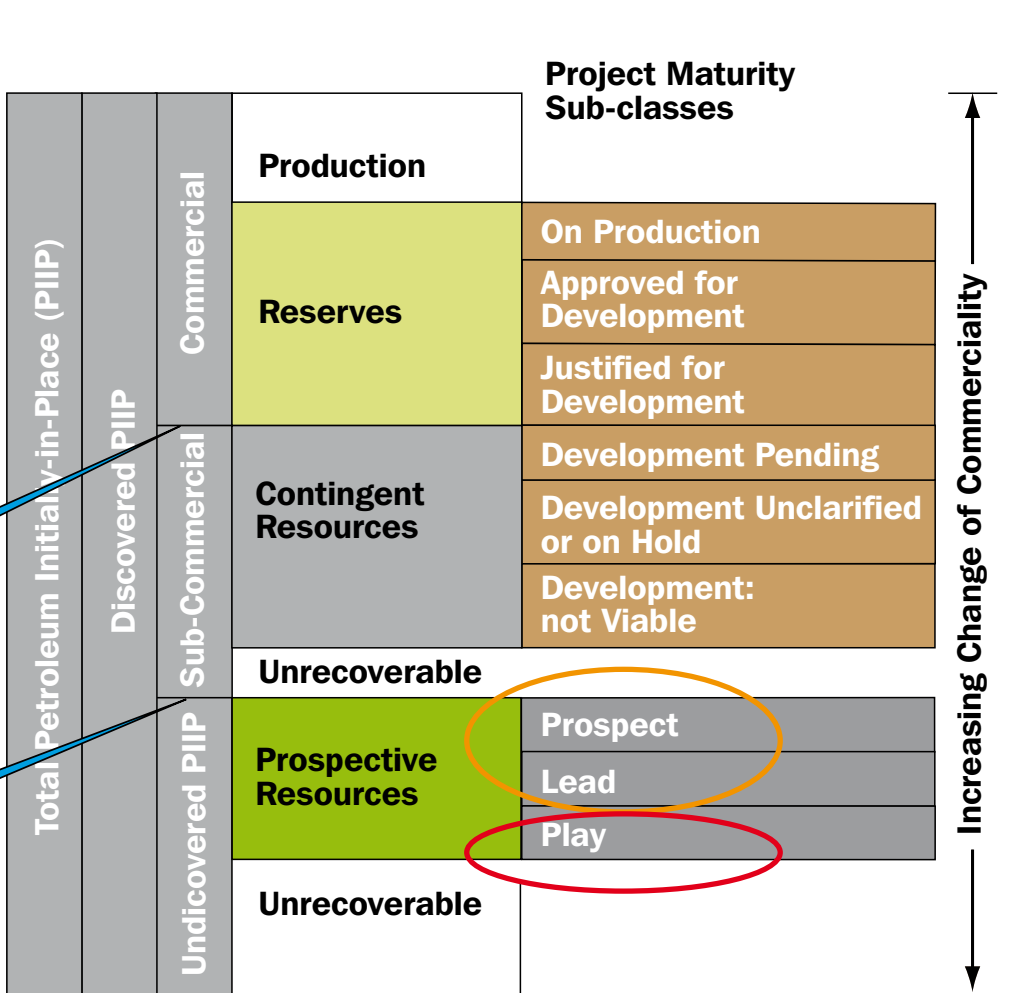 Project Maturity
Sub-classes
Total Petroleum Initially-in-Place (PIIP)
Discovered PIIP
Commercial
Sub-Commercial
Undicovered PIIP
Production
Reserves
On Production
Approved for
Development
Justified for
Development
Contingent
Resources
Development Pending
Development Unclarified
or on Hold
Development:
not Viable
Unrecoverable
Prospective
Resources
Prospect
Lead
Play
Unrecoverable
Increasing Change of Commerciality